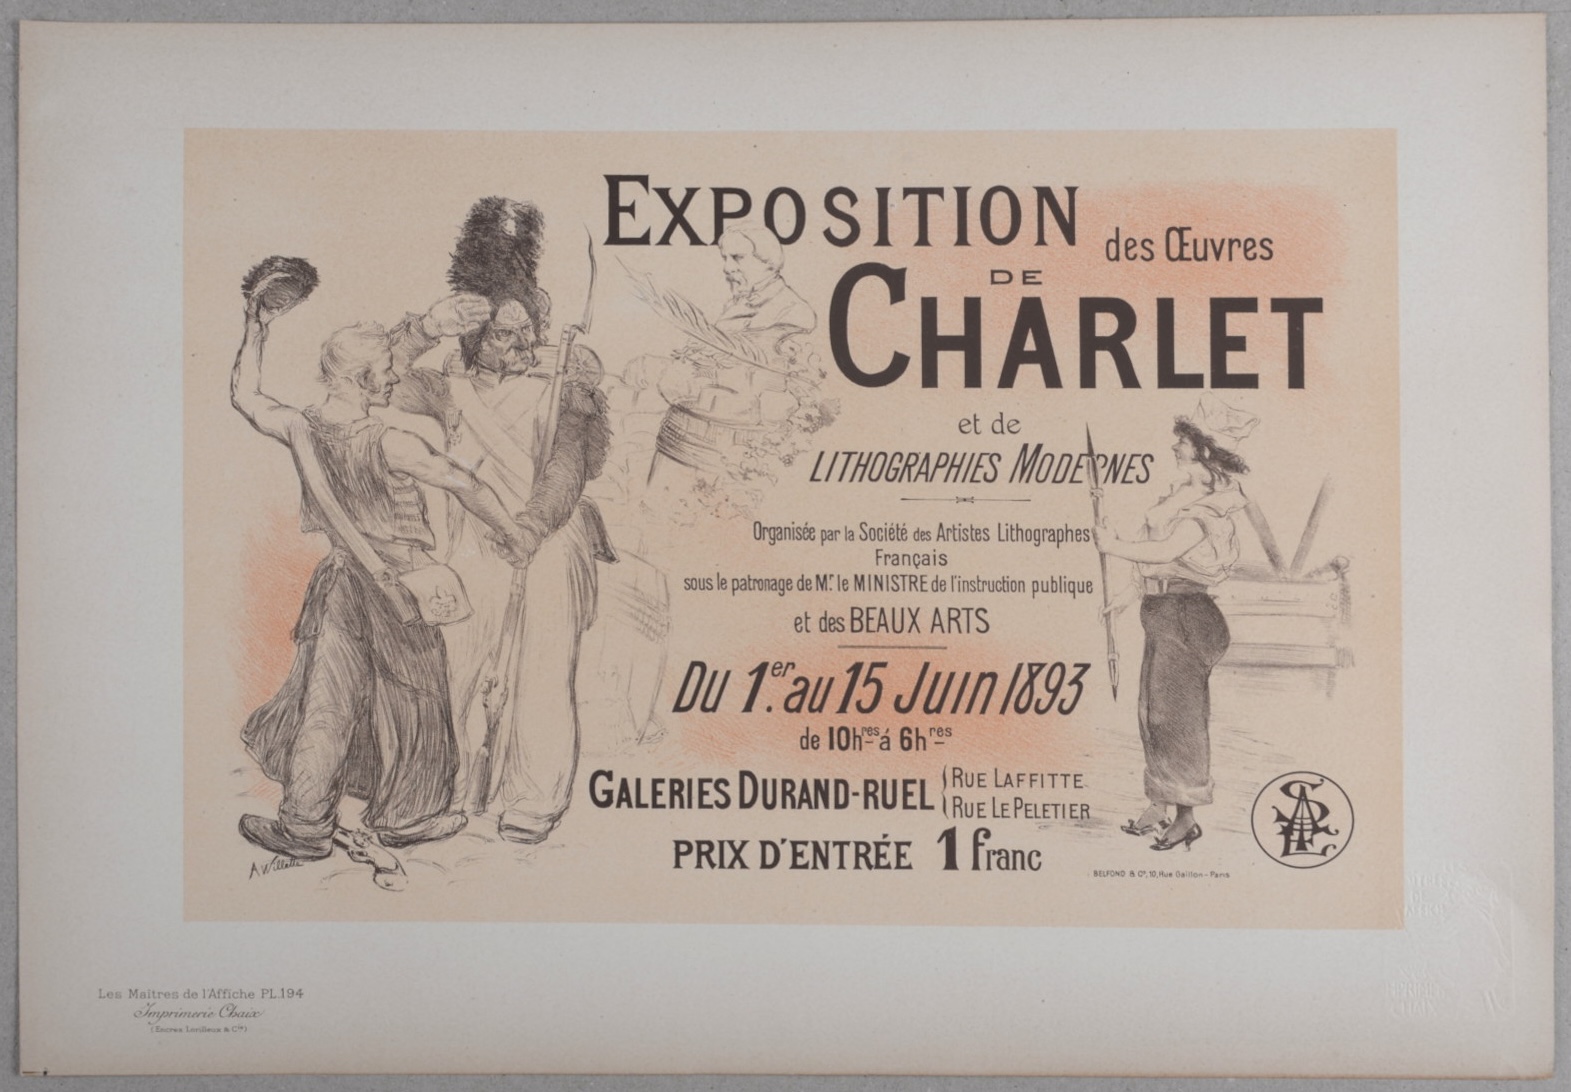 EXPOSITION des Œuvres
DE
CHARLET
et de
LITHOGRAPHIES MODERNES
Organisée par la Société des Artistes Lithographes
Français
sous le patronage de Mr. le MINISTRE de l'instruction publique
et des BEAUX ARTS
Du 1er. au 15 Juin 1893
de 10hres á 6hres
GALERIES DURAND-RUEL
RUE LAFFITTE
RUE LE PELETIER
PRIX D'ENTRÉE 1 franc
A Willette
BELFOND & Cie, 10, Rue Gaillon - Paris
Les Maîtres de l'Affiche PL.194
Imprimerie Chaix
(Encres Lorilleux & Cie)